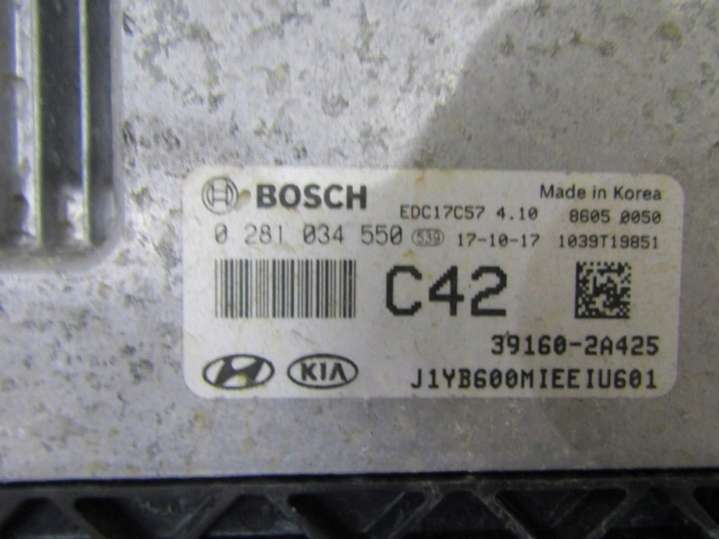 BOSCH
Made in Korea
EDC17C57 4.10 8605 0050
0 281 034 550 539 17-10-17 1039T19851
C42
39160-2A425
KIA J1YB600MIEEIU601